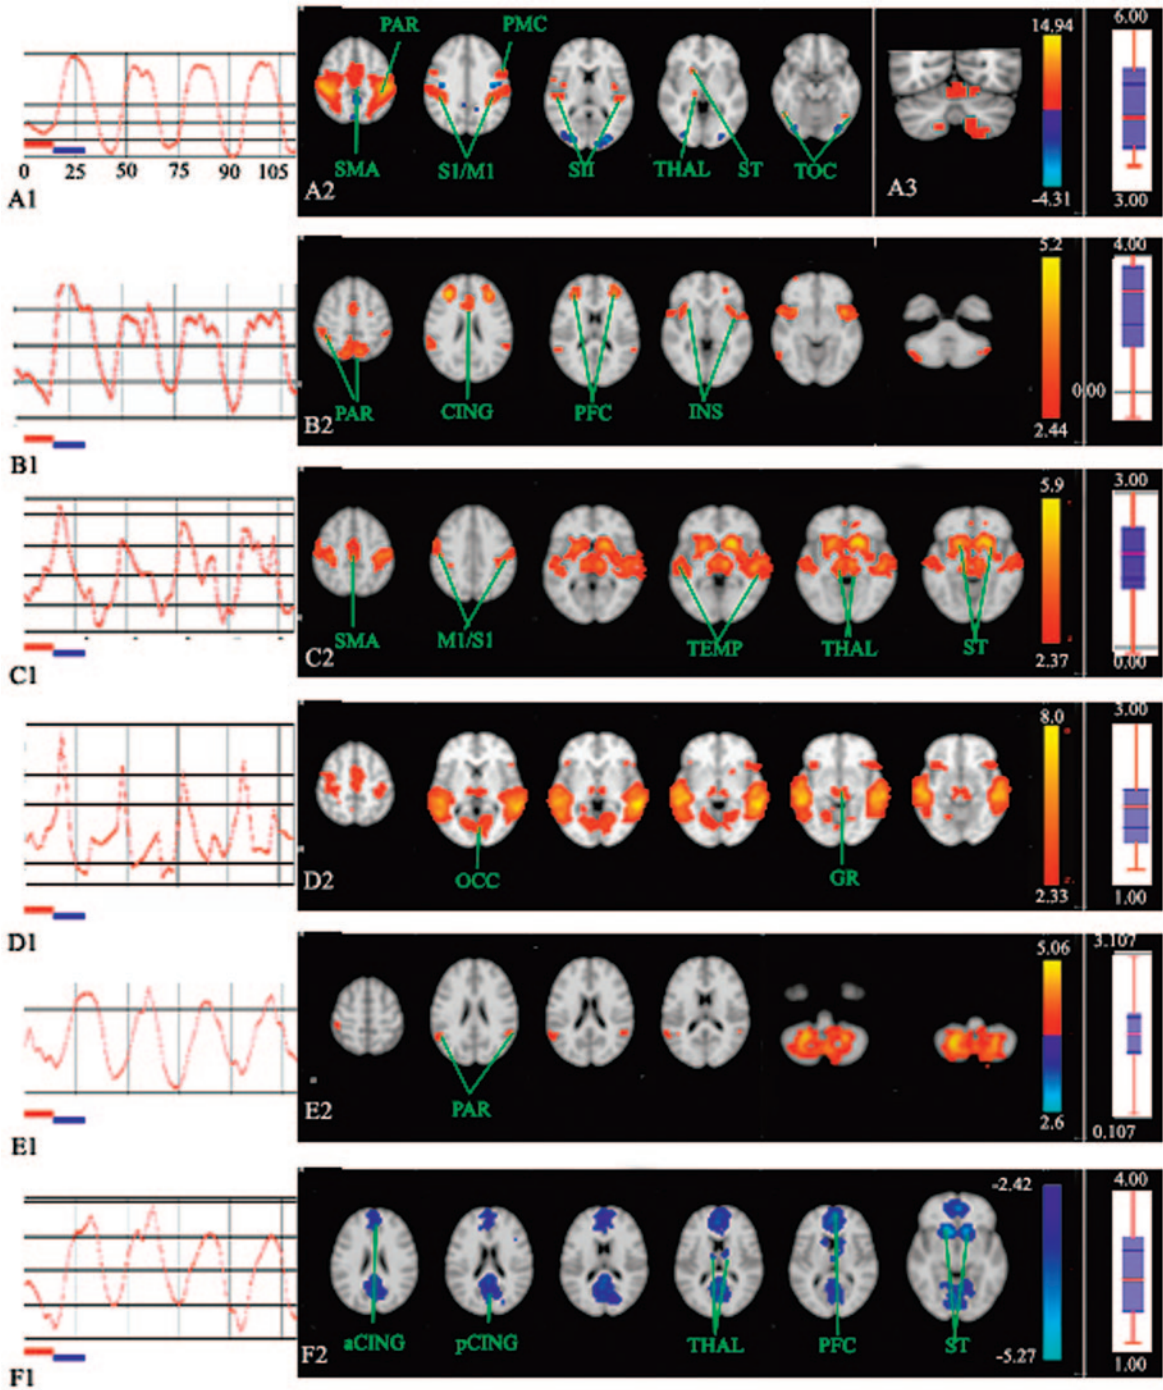 PAR PMC 14.94 6.00
SMA S1/M1 SII THAL ST TOC
0 25 50 75 90 105
A1 A2 A3 -4.31 3.00
5.2 4.00
0.00
PAR CING PFC INS
B1 B2 2.44
5.9 3.00
SMA M1/S1 TEMP THAL ST
C1 C2 2.37 0.00
8.0 3.00
OCC GR
D1 D2 2.33 1.00
5.06 3.107
PAR
E1 E2 2.6 0.107
-2.42 4.00
aCING pCING THAL PFC ST
F1 F2 -5.27 1.00